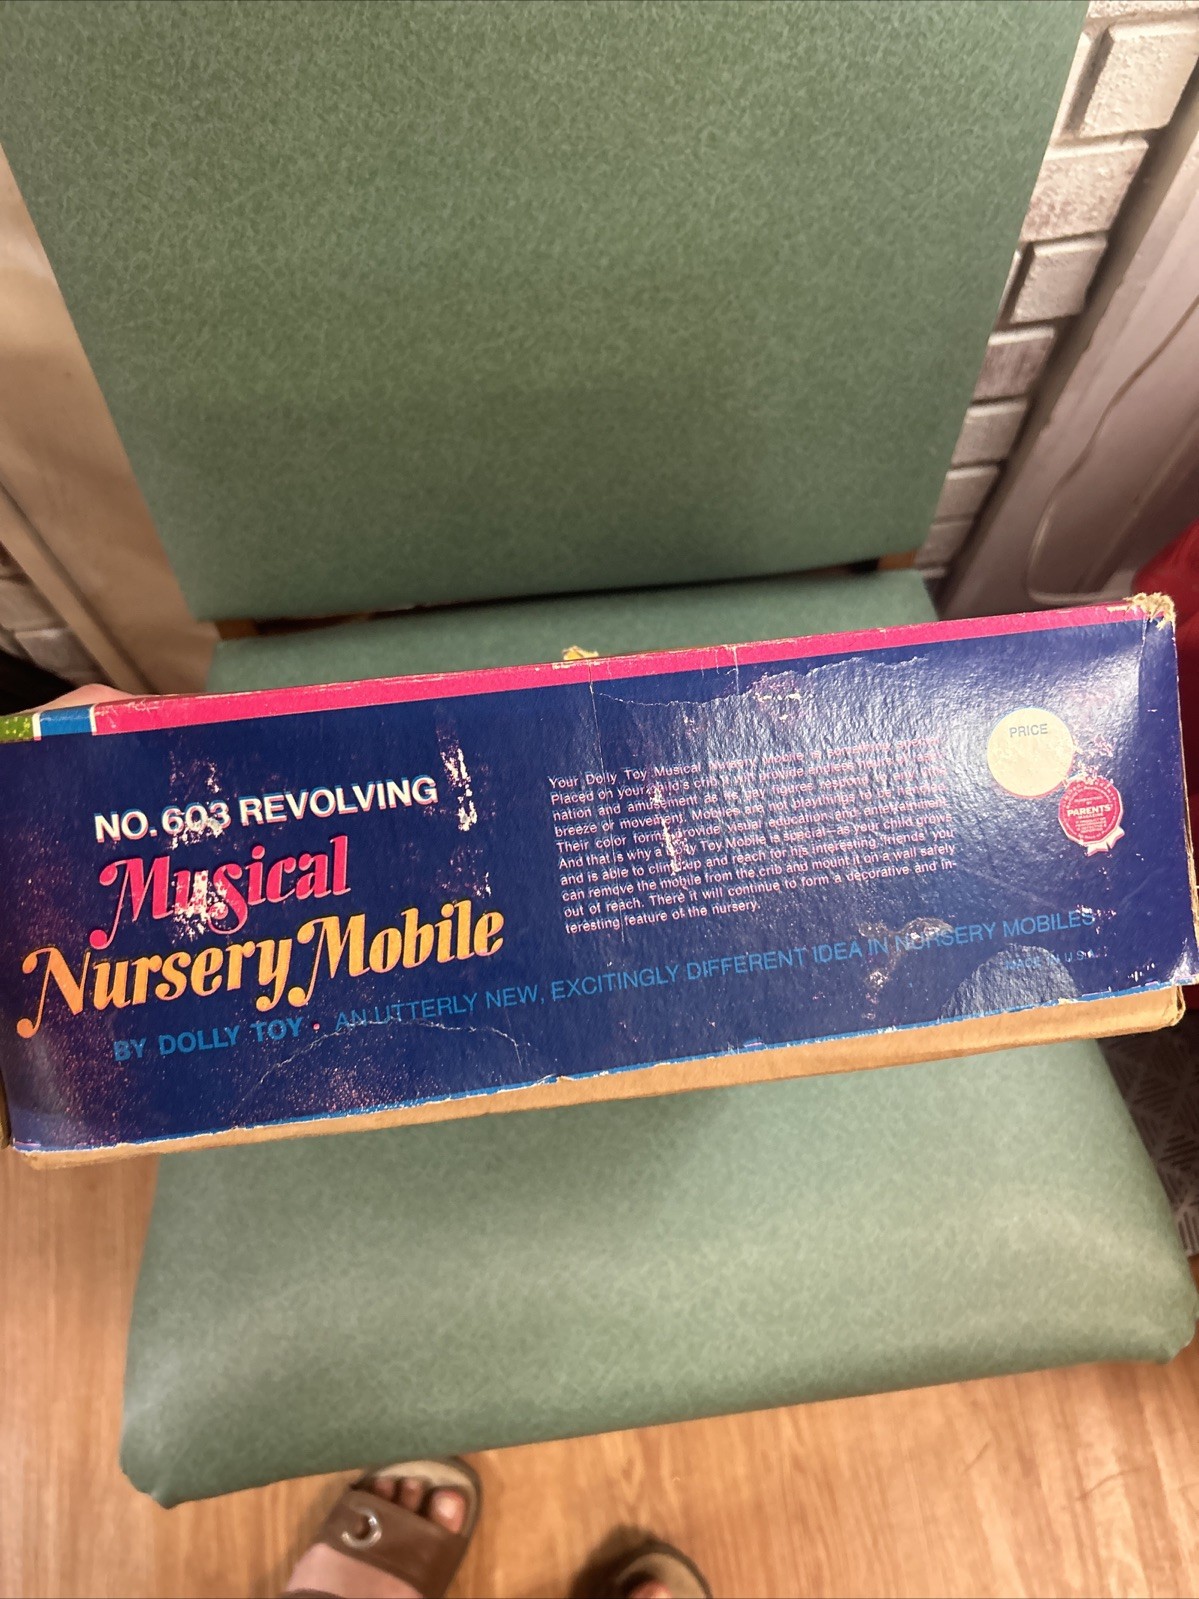 NO. 603 REVOLVING
Musical
Nursery Mobile
BY DOLLY TOY · AN UTTERLY NEW, EXCITINGLY DIFFERENT IDEA IN NURSERY MOBILES
Your Dolly Toy Musical Nursery Mobile is something special.
Placed on your child's crib it will provide endless
nation and amusement as the gay figures respond to
breeze or movement. Mobiles are not playthings to be handled.
Their color forms provide visual education and entertainment.
And that is why a Dolly Toy Mobile is special—as your child grows
and is able to climb up and reach for his interesting friends you
can remove the mobile from the crib and mount it on a wall safely
out of reach. There it will continue to form a decorative and in-
teresting feature of the nursery.
PRICE
PARENTS'
MADE IN U.S.A.